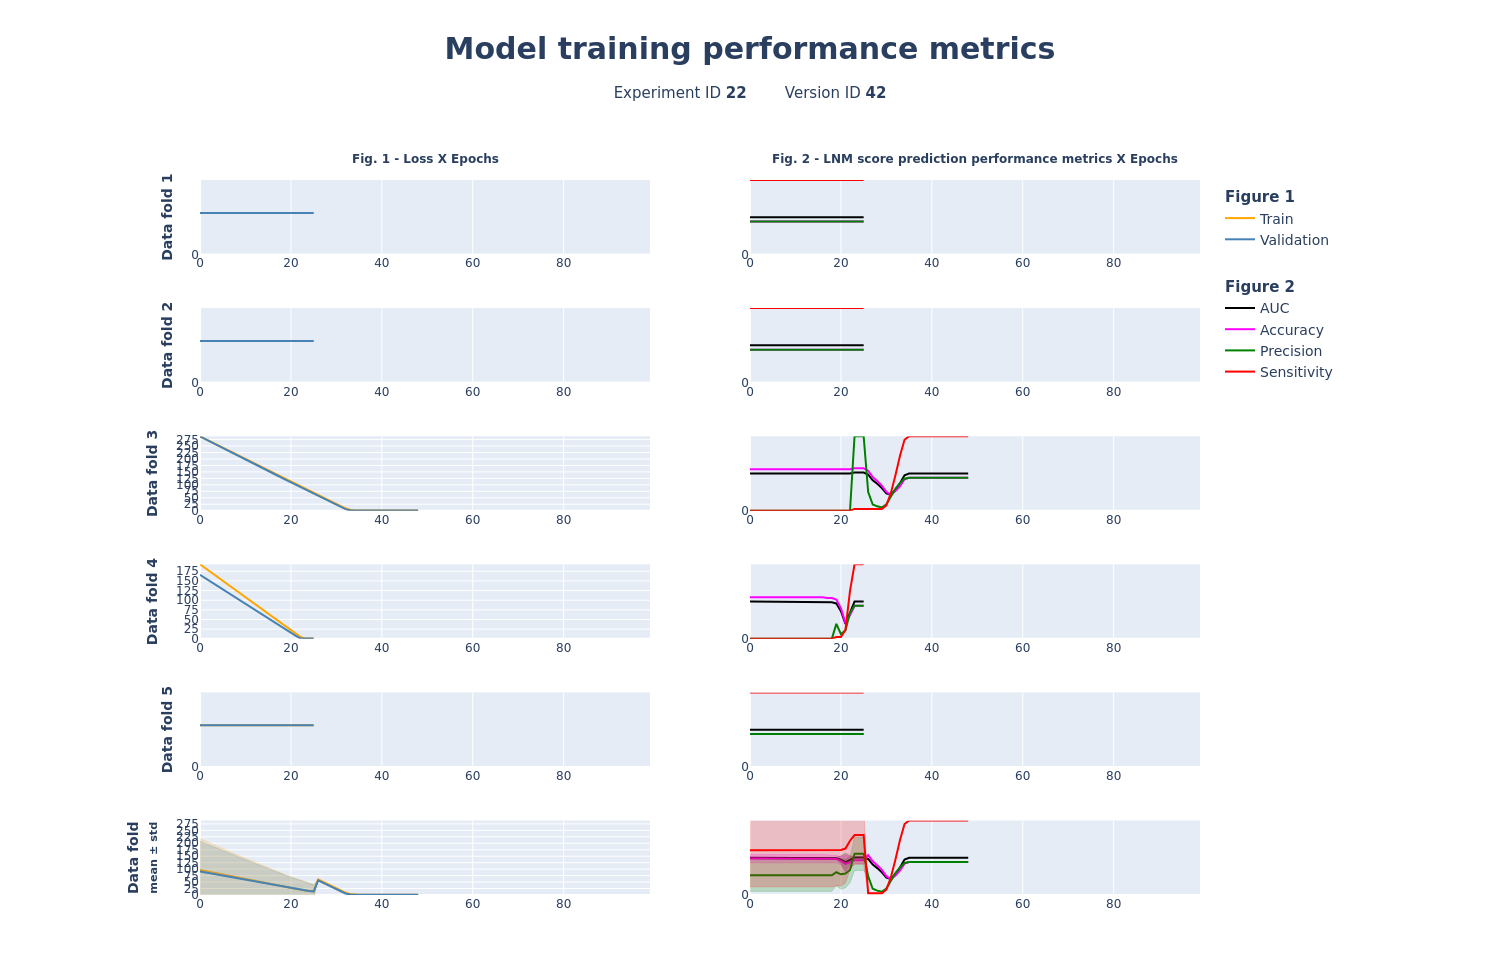 Model training performance metrics
Experiment ID 22 Version ID 42
Fig. 1 - Loss X Epochs
Fig. 2 - LNM score prediction performance metrics X Epochs
Data fold 1
0
0 20 40 60 80
0
0 20 40 60 80
Figure 1
Train
Validation
Figure 2
AUC
Accuracy
Precision
Sensitivity
Data fold 2
0
0 20 40 60 80
0
0 20 40 60 80
Data fold 3
275
250
225
200
175
150
125
100
75
50
25
0
0 20 40 60 80
0
0 20 40 60 80
Data fold 4
175
150
125
100
75
50
25
0
0 20 40 60 80
0
0 20 40 60 80
Data fold 5
0
0 20 40 60 80
0
0 20 40 60 80
Data fold
mean ± std
275
250
225
200
175
150
125
100
75
50
25
0
0 20 40 60 80
0
0 20 40 60 80